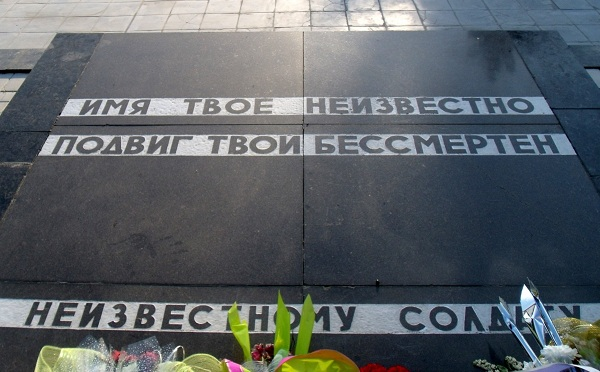 ИМЯ ТВОЕ НЕИЗВЕСТНО
ПОДВИГ ТВОЙ БЕССМЕРТЕН
НЕИЗВЕСТНОМУ СОЛДАТУ